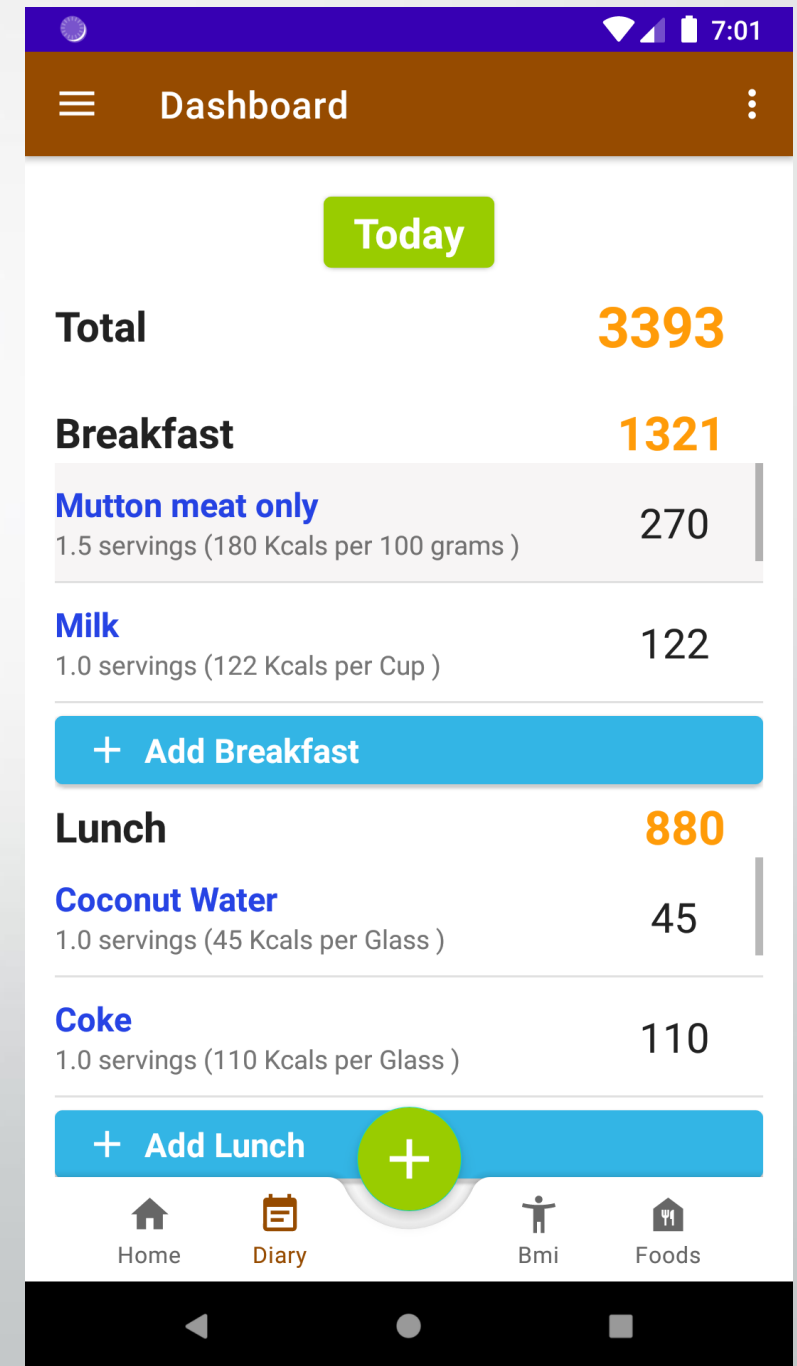 7:01
Dashboard
Today
Total 3393
Breakfast 1321
Mutton meat only
270
1.5 servings (180 Kcals per 100 grams )
Milk
122
1.0 servings (122 Kcals per Cup )
+ Add Breakfast
Lunch 880
Coconut Water
45
1.0 servings (45 Kcals per Glass )
Coke
110
1.0 servings (110 Kcals per Glass )
+ Add Lunch
+
Home Diary Bmi Foods